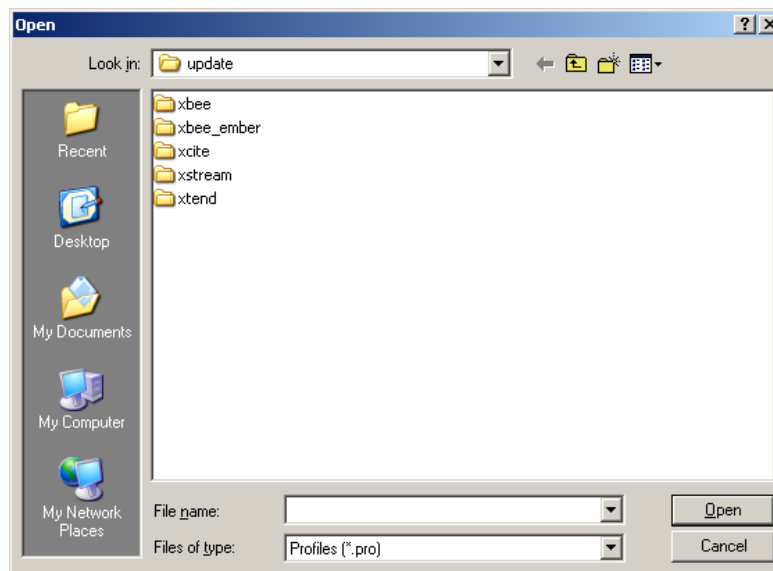 Open
Look in: update
xbee
xbee_ember
xcite
xstream
xtend
Recent
Desktop
My Documents
My Computer
My Network
Places
File name:
Open
Files of type: Profiles (*.pro)
Cancel